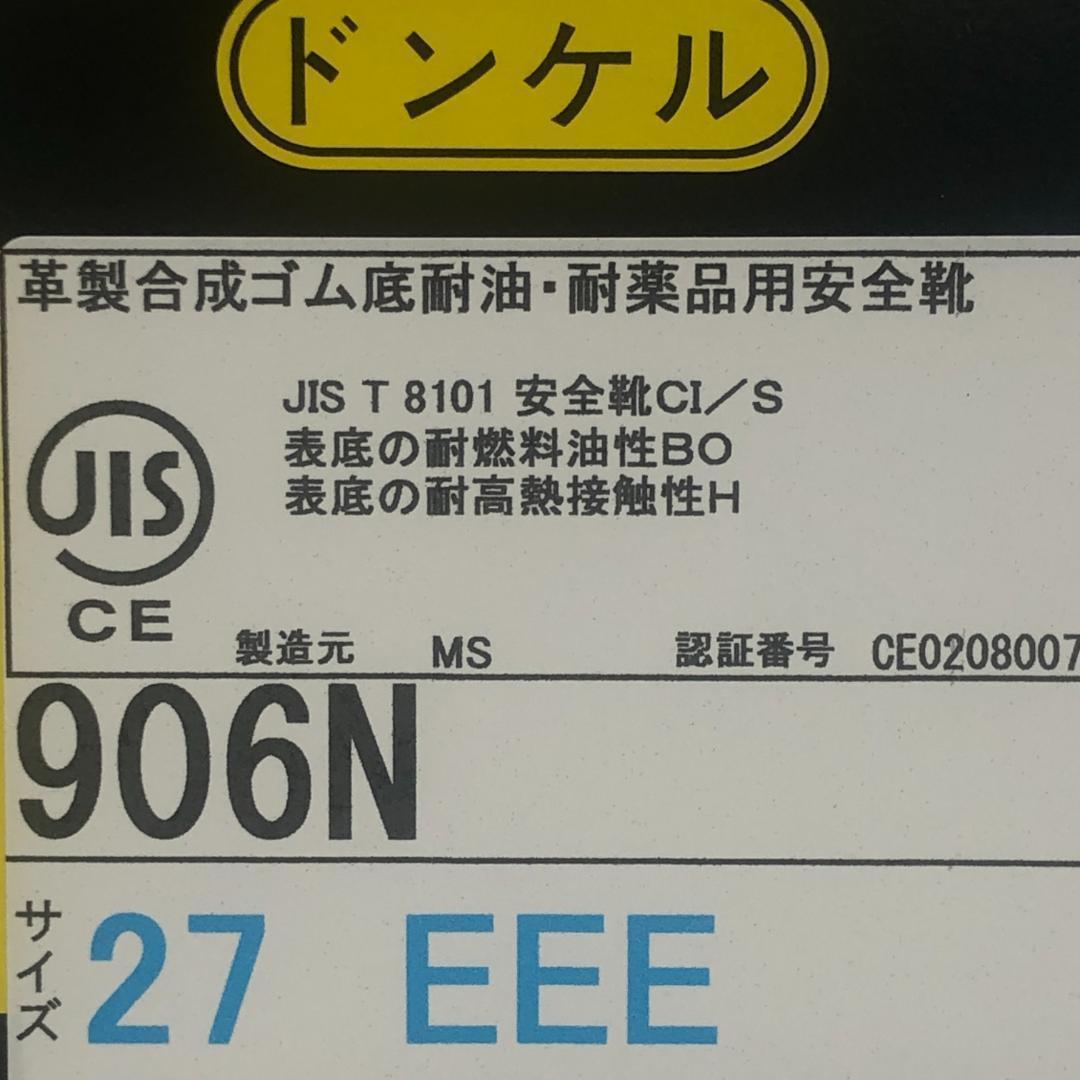 ドンケル
革製合成ゴム底耐油・耐薬品用安全靴
JIS T 8101 安全靴CI／S
表底の耐燃料油性BO
表底の耐高熱接触性H
JIS
CE
製造元 MS 認証番号 CE0208007
906N
サイズ 27 EEE